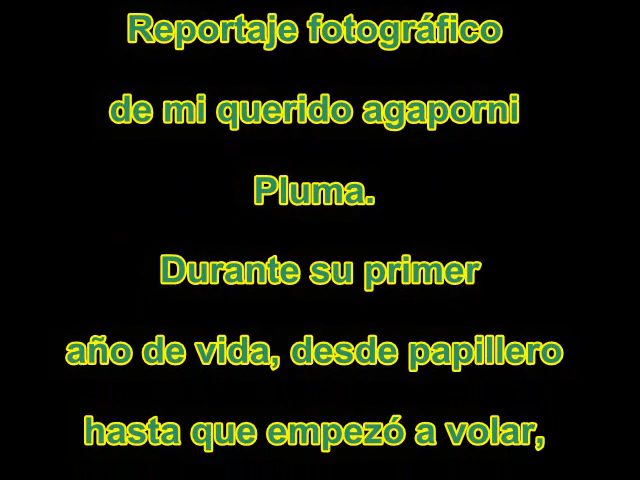 Reportaje fotográfico
de mi querido agaporni
Pluma.
Durante su primer
año de vida, desde papillero
hasta que empezó a volar,